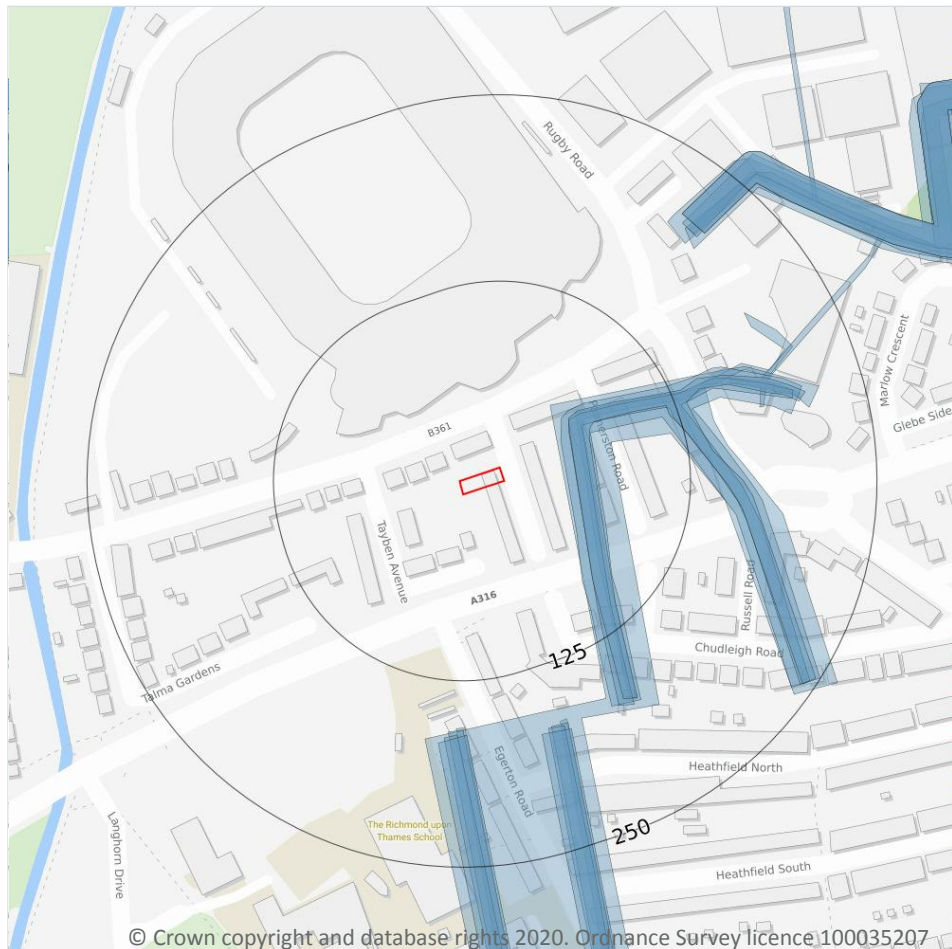 Rugby Road
Marlow Crescent
Glebe Side
B361
Tayben Avenue
A316
Russell Road
125
Chudleigh Road
Talma Gardens
Egerton Road
Heathfield North
The Richmond upon
Thames School
250
Langhorn Drive
Heathfield South
© Crown copyright and database rights 2020. Ordnance Survey licence 100035207